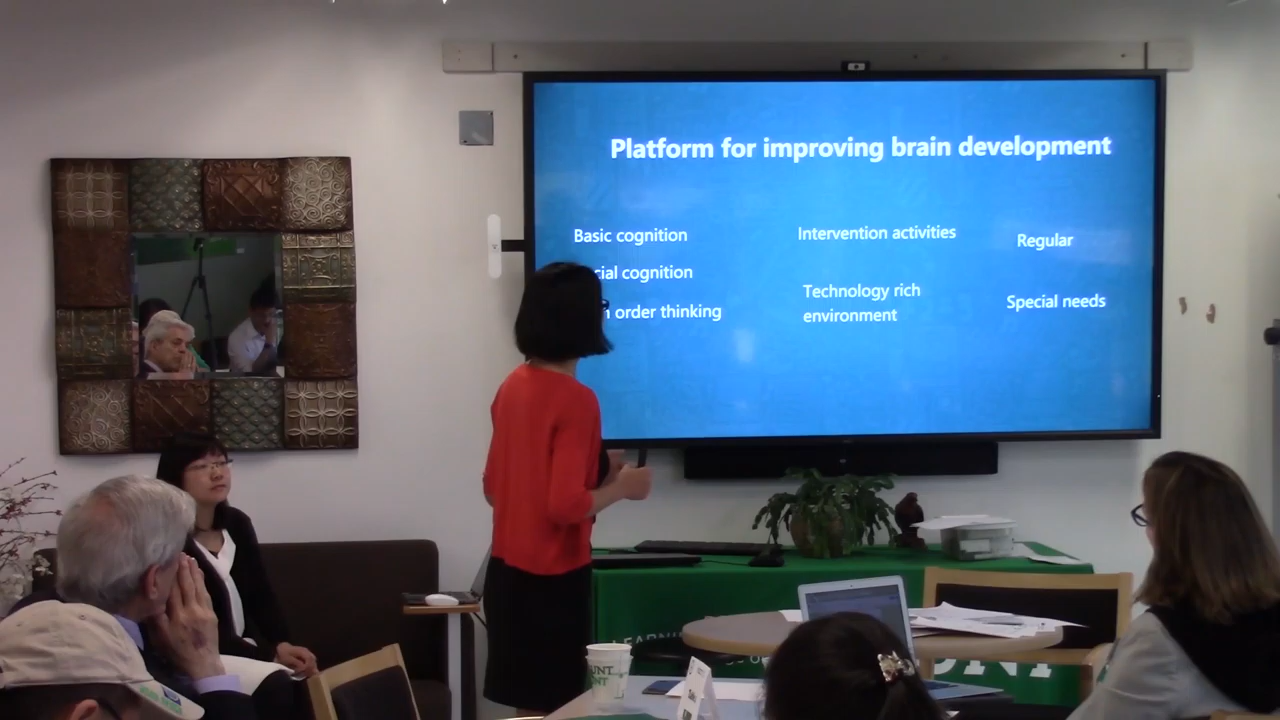 Platform for improving brain development
Basic cognition
cial cognition
order thinking
Intervention activities
Technology rich
environment
Regular
Special needs